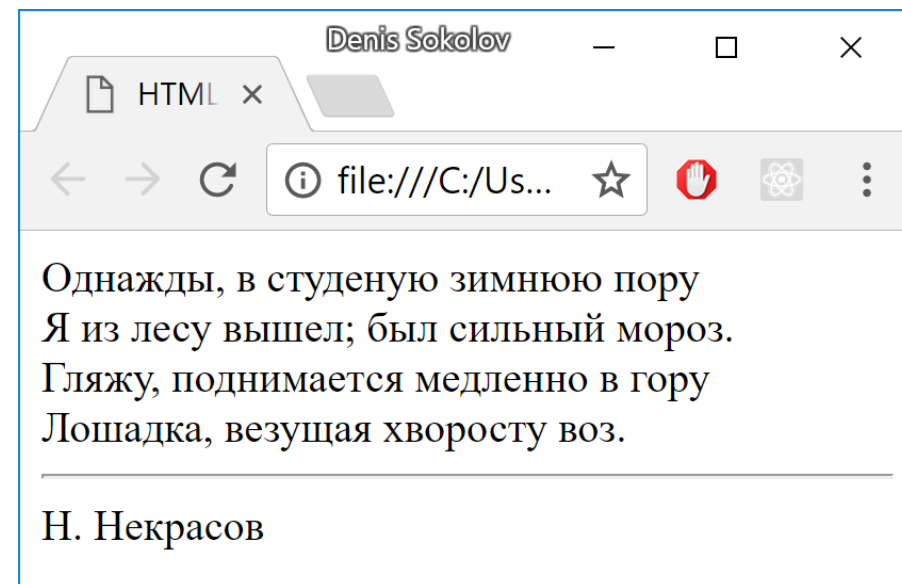 Denis Sokolov
HTML
file:///C:/Us...
Однажды, в студеную зимнюю пору
Я из лесу вышел; был сильный мороз.
Гляжу, поднимается медленно в гору
Лошадка, везущая хворосту воз.
Н. Некрасов